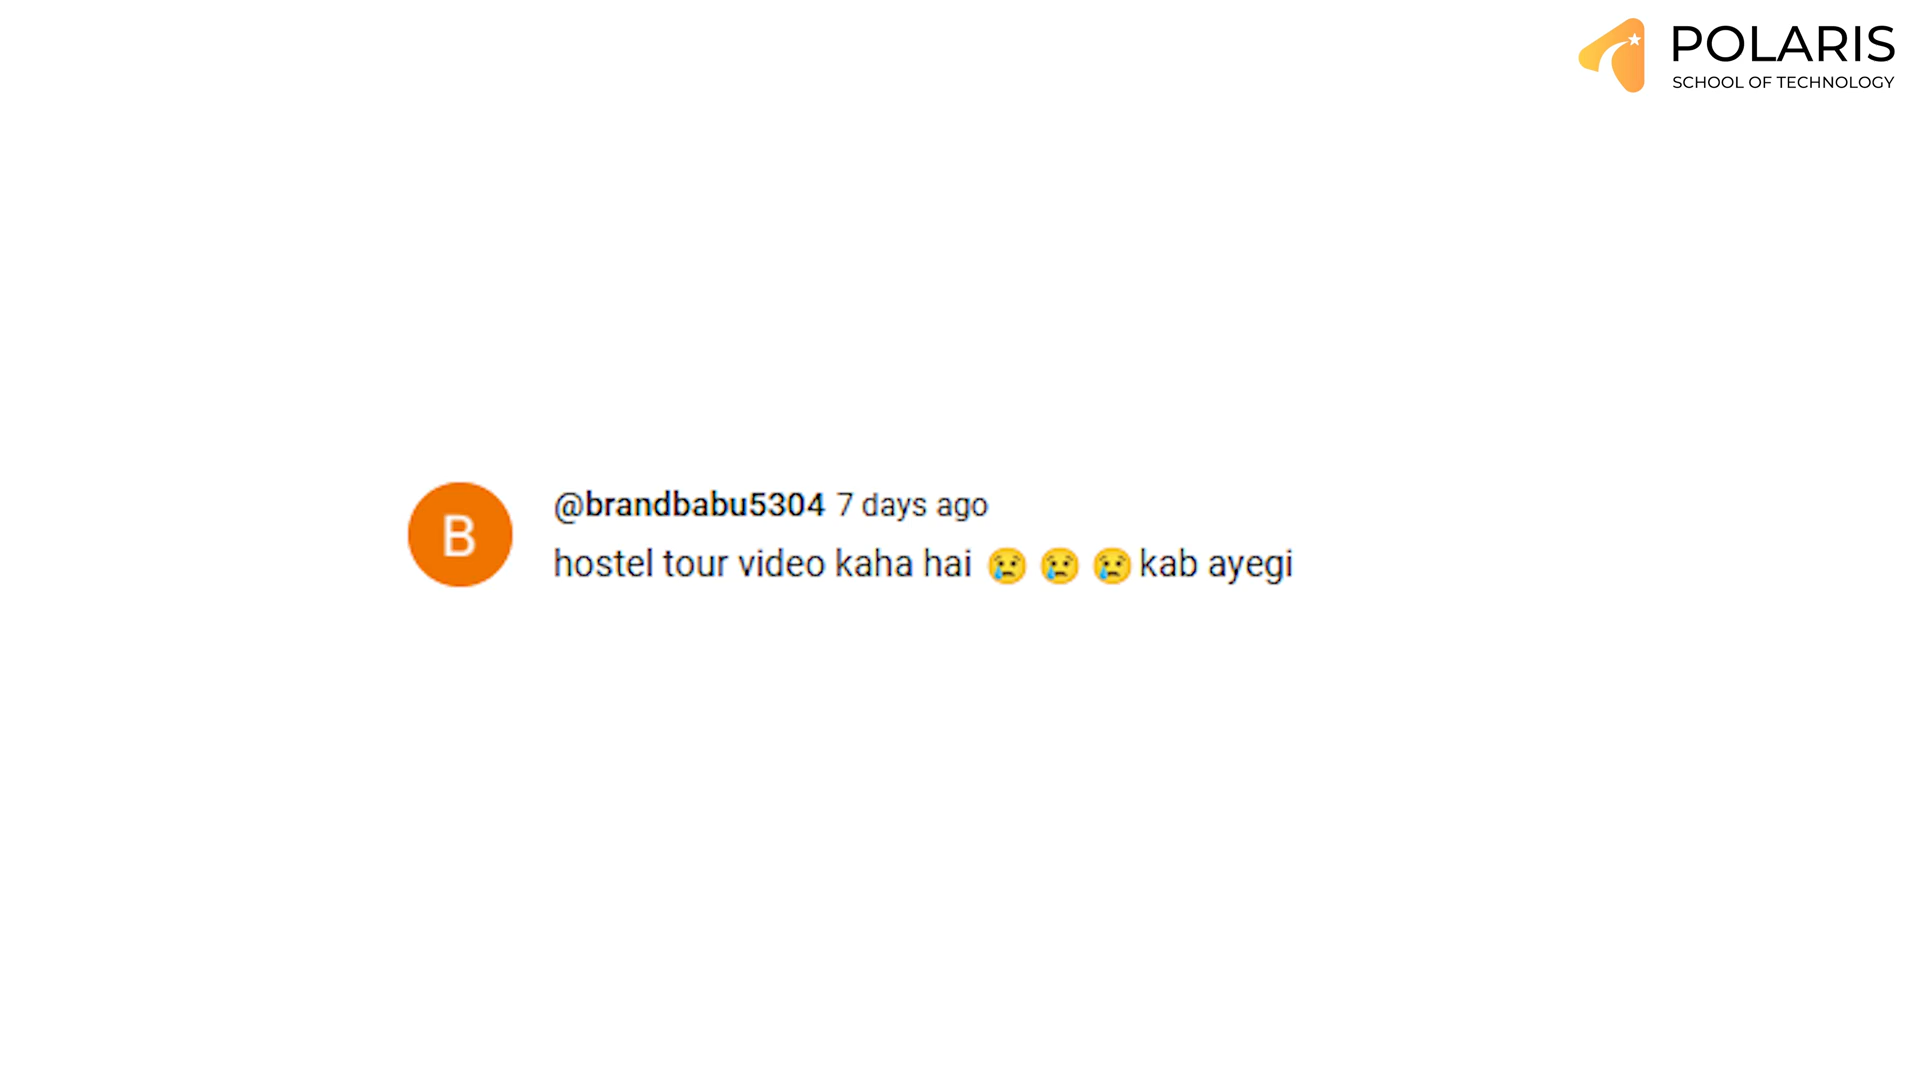 POLARIS
SCHOOL OF TECHNOLOGY
B
@brandbabu5304 7 days ago
hostel tour video kaha hai 😢 😢 😢 kab ayegi